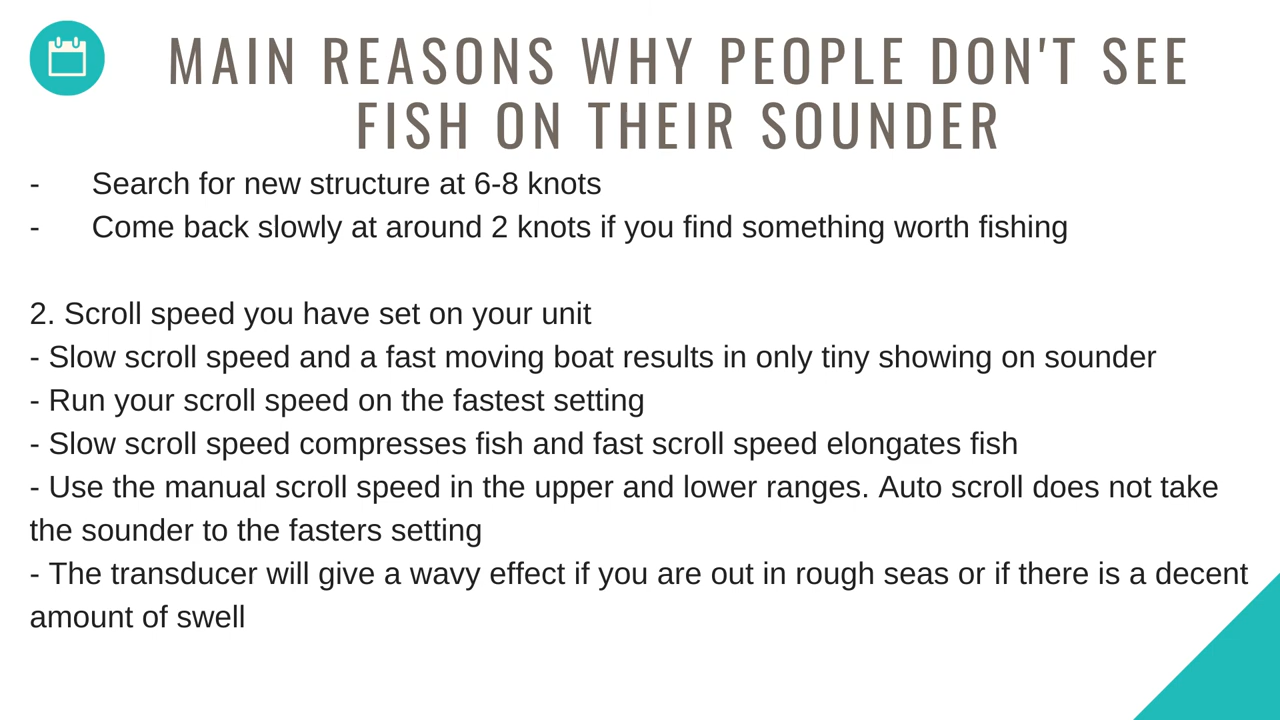 MAIN REASONS WHY PEOPLE DON'T SEE
FISH ON THEIR SOUNDER
- Search for new structure at 6-8 knots
- Come back slowly at around 2 knots if you find something worth fishing
2. Scroll speed you have set on your unit
- Slow scroll speed and a fast moving boat results in only tiny showing on sounder
- Run your scroll speed on the fastest setting
- Slow scroll speed compresses fish and fast scroll speed elongates fish
- Use the manual scroll speed in the upper and lower ranges. Auto scroll does not take
the sounder to the fasters setting
- The transducer will give a wavy effect if you are out in rough seas or if there is a decent
amount of swell